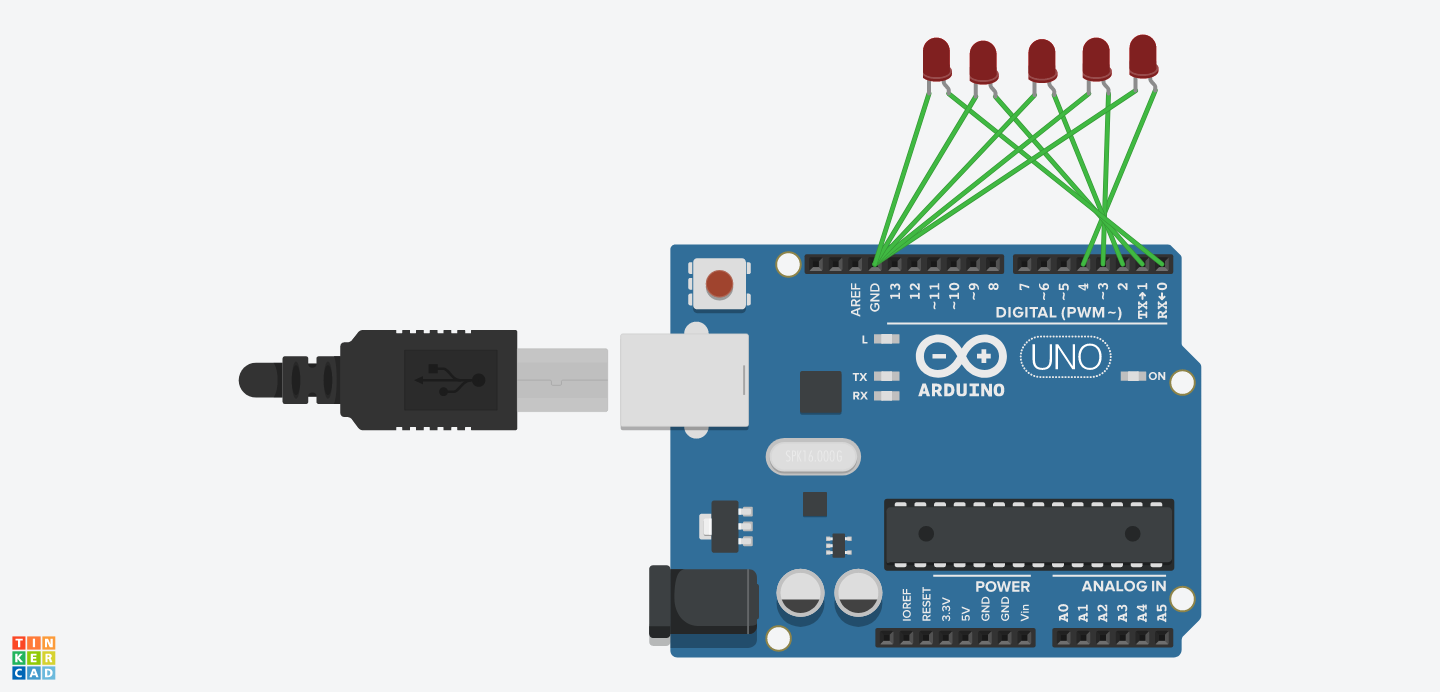 AREF
GND
13
12
~11
~10
~9
8
7
~6
~5
4
~3
2
TX→1
RX←0
DIGITAL (PWM~)
L
TX
RX
UNO
ARDUINO
ON
SPK16.000G
POWER
ANALOG IN
IOREF
RESET
3.3V
5V
GND
GND
Vin
A0
A1
A2
A3
A4
A5
TIN
KER
CAD